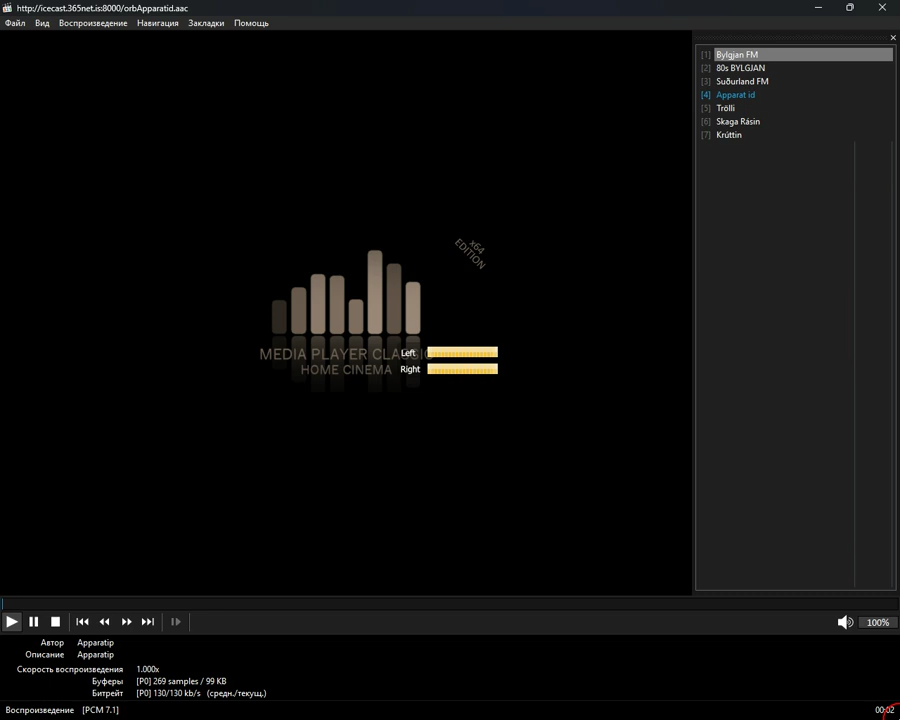 http://icecast.365net.is:8000/orbApparatid.aac
Файл Вид Воспроизведение Навигация Закладки Помощь
[1] Bylgjan FM
[2] 80s BYLGJAN
[3] Suðurland FM
[4] Apparat id
[5] Trölli
[6] Skaga Rásin
[7] Krúttin
x64
EDITION
MEDIA PLAYER CLASSIC
HOME CINEMA
Left
Right
100%
Автор Apparatip
Описание Apparatip
Скорость воспроизведения 1.000x
Буферы [P0] 269 samples / 99 KB
Битрейт [P0] 130/130 kb/s (средн./текущ.)
Воспроизведение [PCM 7.1] 00:02